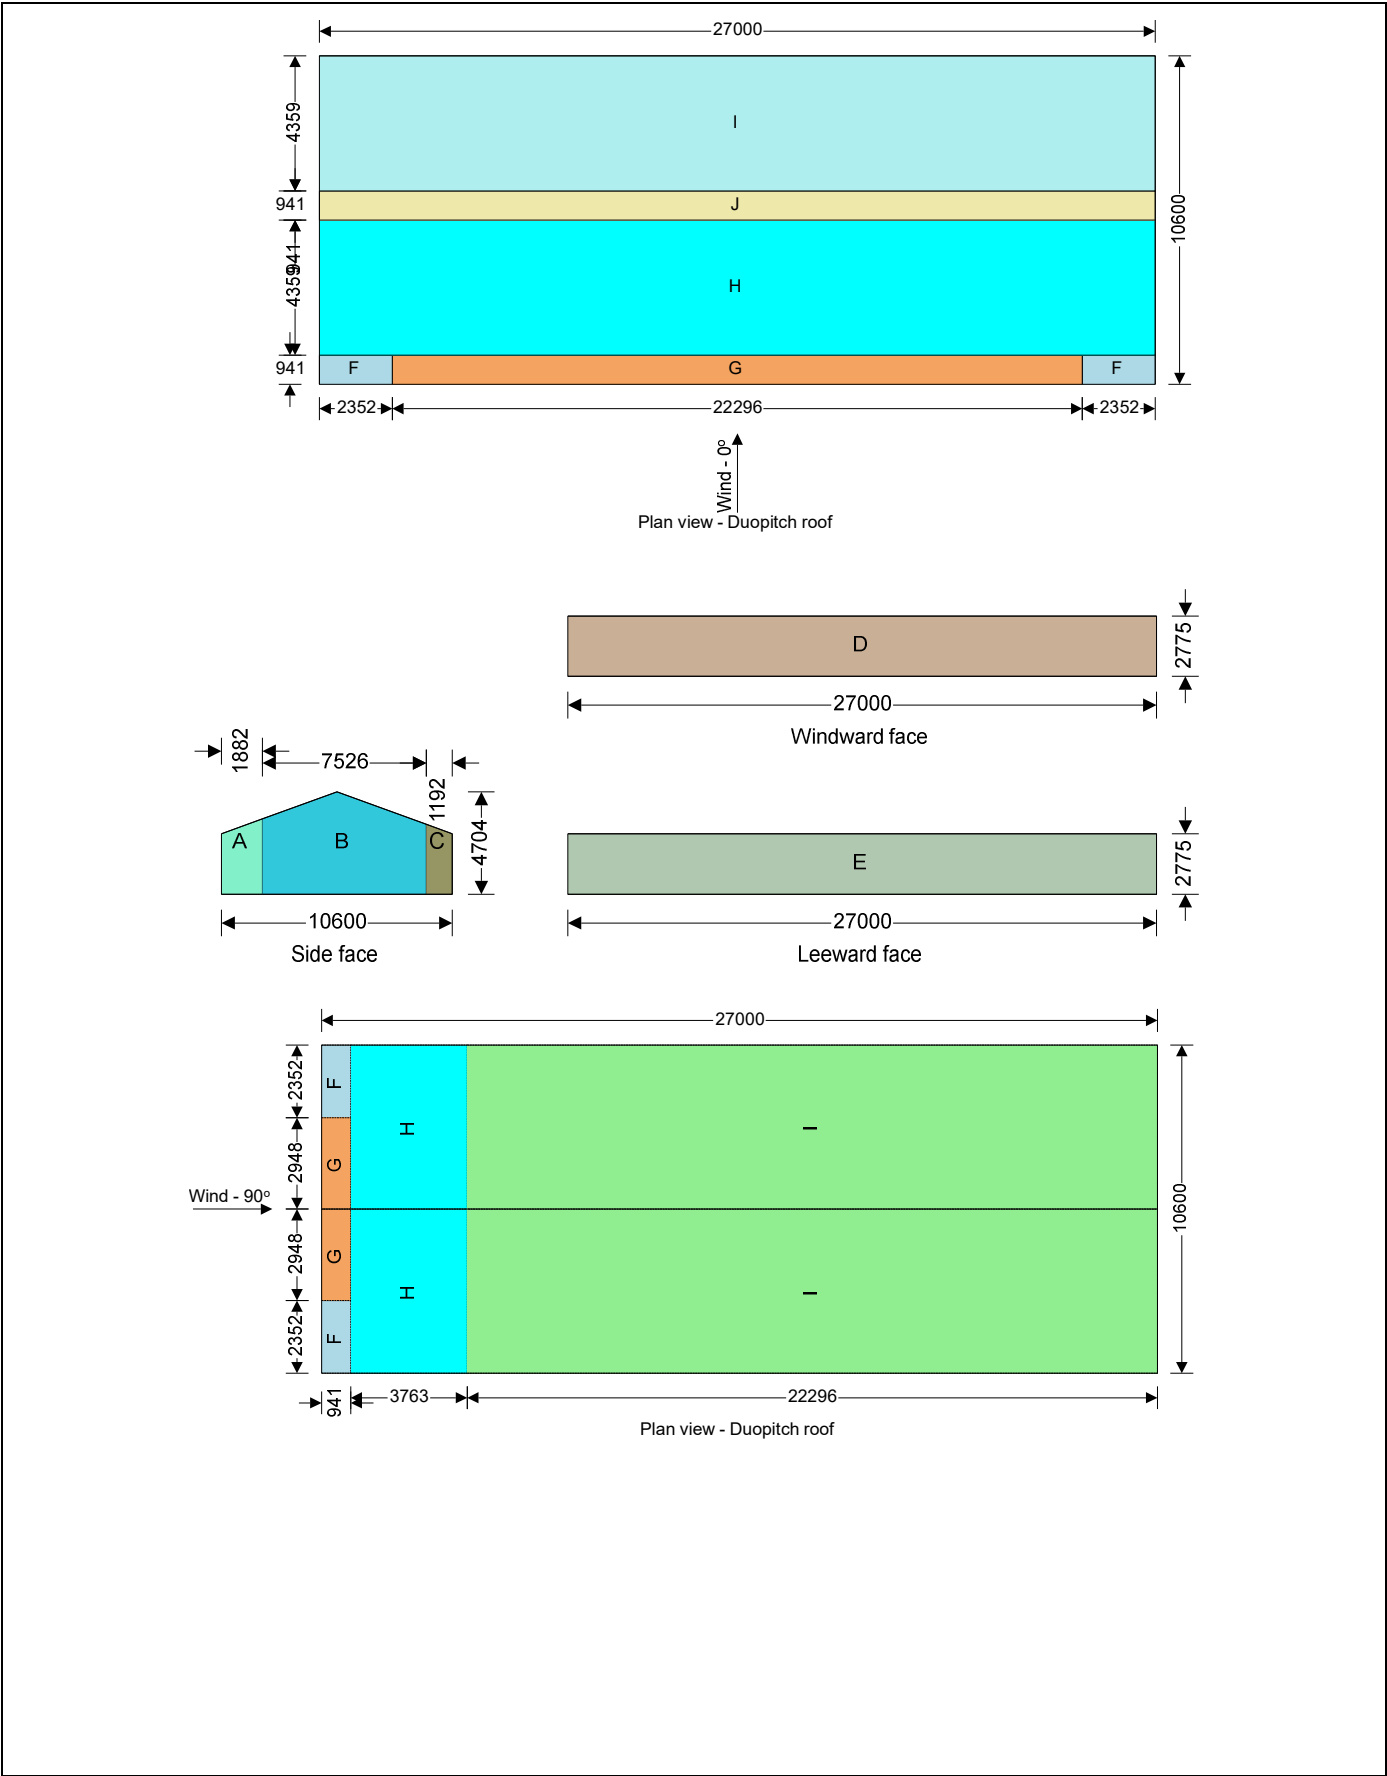 27000
4359
I
941
J
10600
941
4359
H
941
F
G
F
2352
22296
2352
Wind - 0º
Plan view - Duopitch roof
D
2775
27000
Windward face
1882
7526
1192
A
B
C
4704
10600
Side face
E
2775
27000
Leeward face
27000
2352
F
H
I
2948
G
Wind - 90º
10600
2948
G
H
I
2352
F
941
3763
22296
Plan view - Duopitch roof